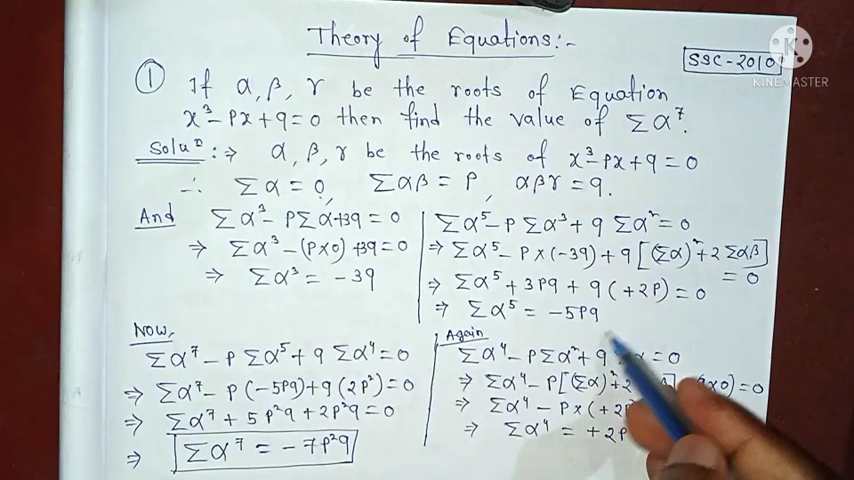 Theory of Equations:-
SSC-2010
K
KINEMASTER
① If α, β, γ be the roots of Equation
x³-px+q=0 then find the value of Σα⁷.
Soluⁿ:⇒ α, β, γ be the roots of x³-px+q=0
∴ Σα=0, Σαβ=p, αβγ=q.
And Σα³-pΣα+3q=0
⇒ Σα³-(p×0)+3q=0
⇒ Σα³=-3q
Σα⁵-pΣα³+qΣα²=0
⇒ Σα⁵-p×(-3q)+q[(Σα)²+2Σαβ]
=0
⇒ Σα⁵+3pq+q(+2p)=0
⇒ Σα⁵=-5pq
Now,
Σα⁷-pΣα⁵+qΣα⁴=0
⇒ Σα⁷-p(-5pq)+q(2p²)=0
⇒ Σα⁷+5p²q+2p²q=0
⇒ Σα⁷=-7p²q
Again
Σα⁴-pΣα²+q =0
⇒ Σα⁴-p[(Σα)²+2 ×0)=0
⇒ Σα⁴-p×(+2
⇒ Σα⁴=+2p